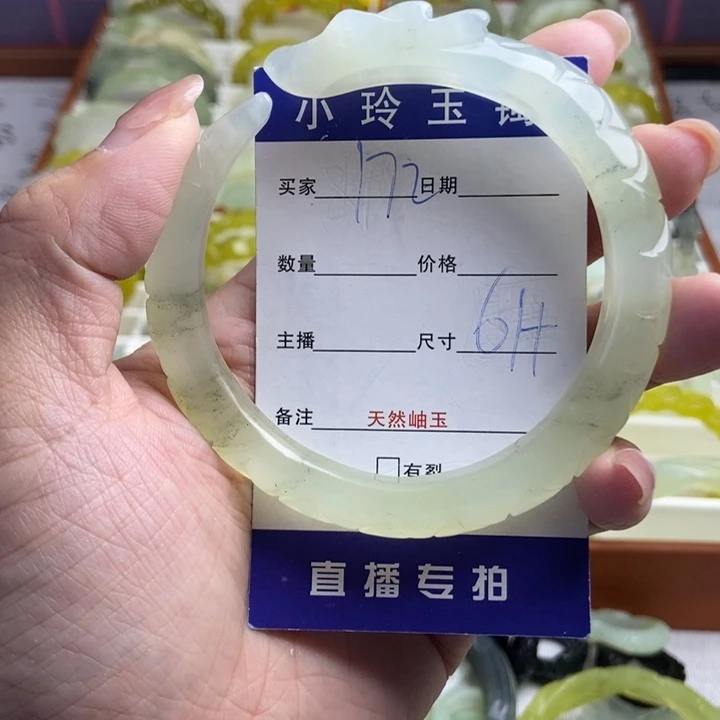 小玲玉镯
买家 172 日期
数量 价格
主播 尺寸 61
备注 天然岫玉
有裂
直播专拍